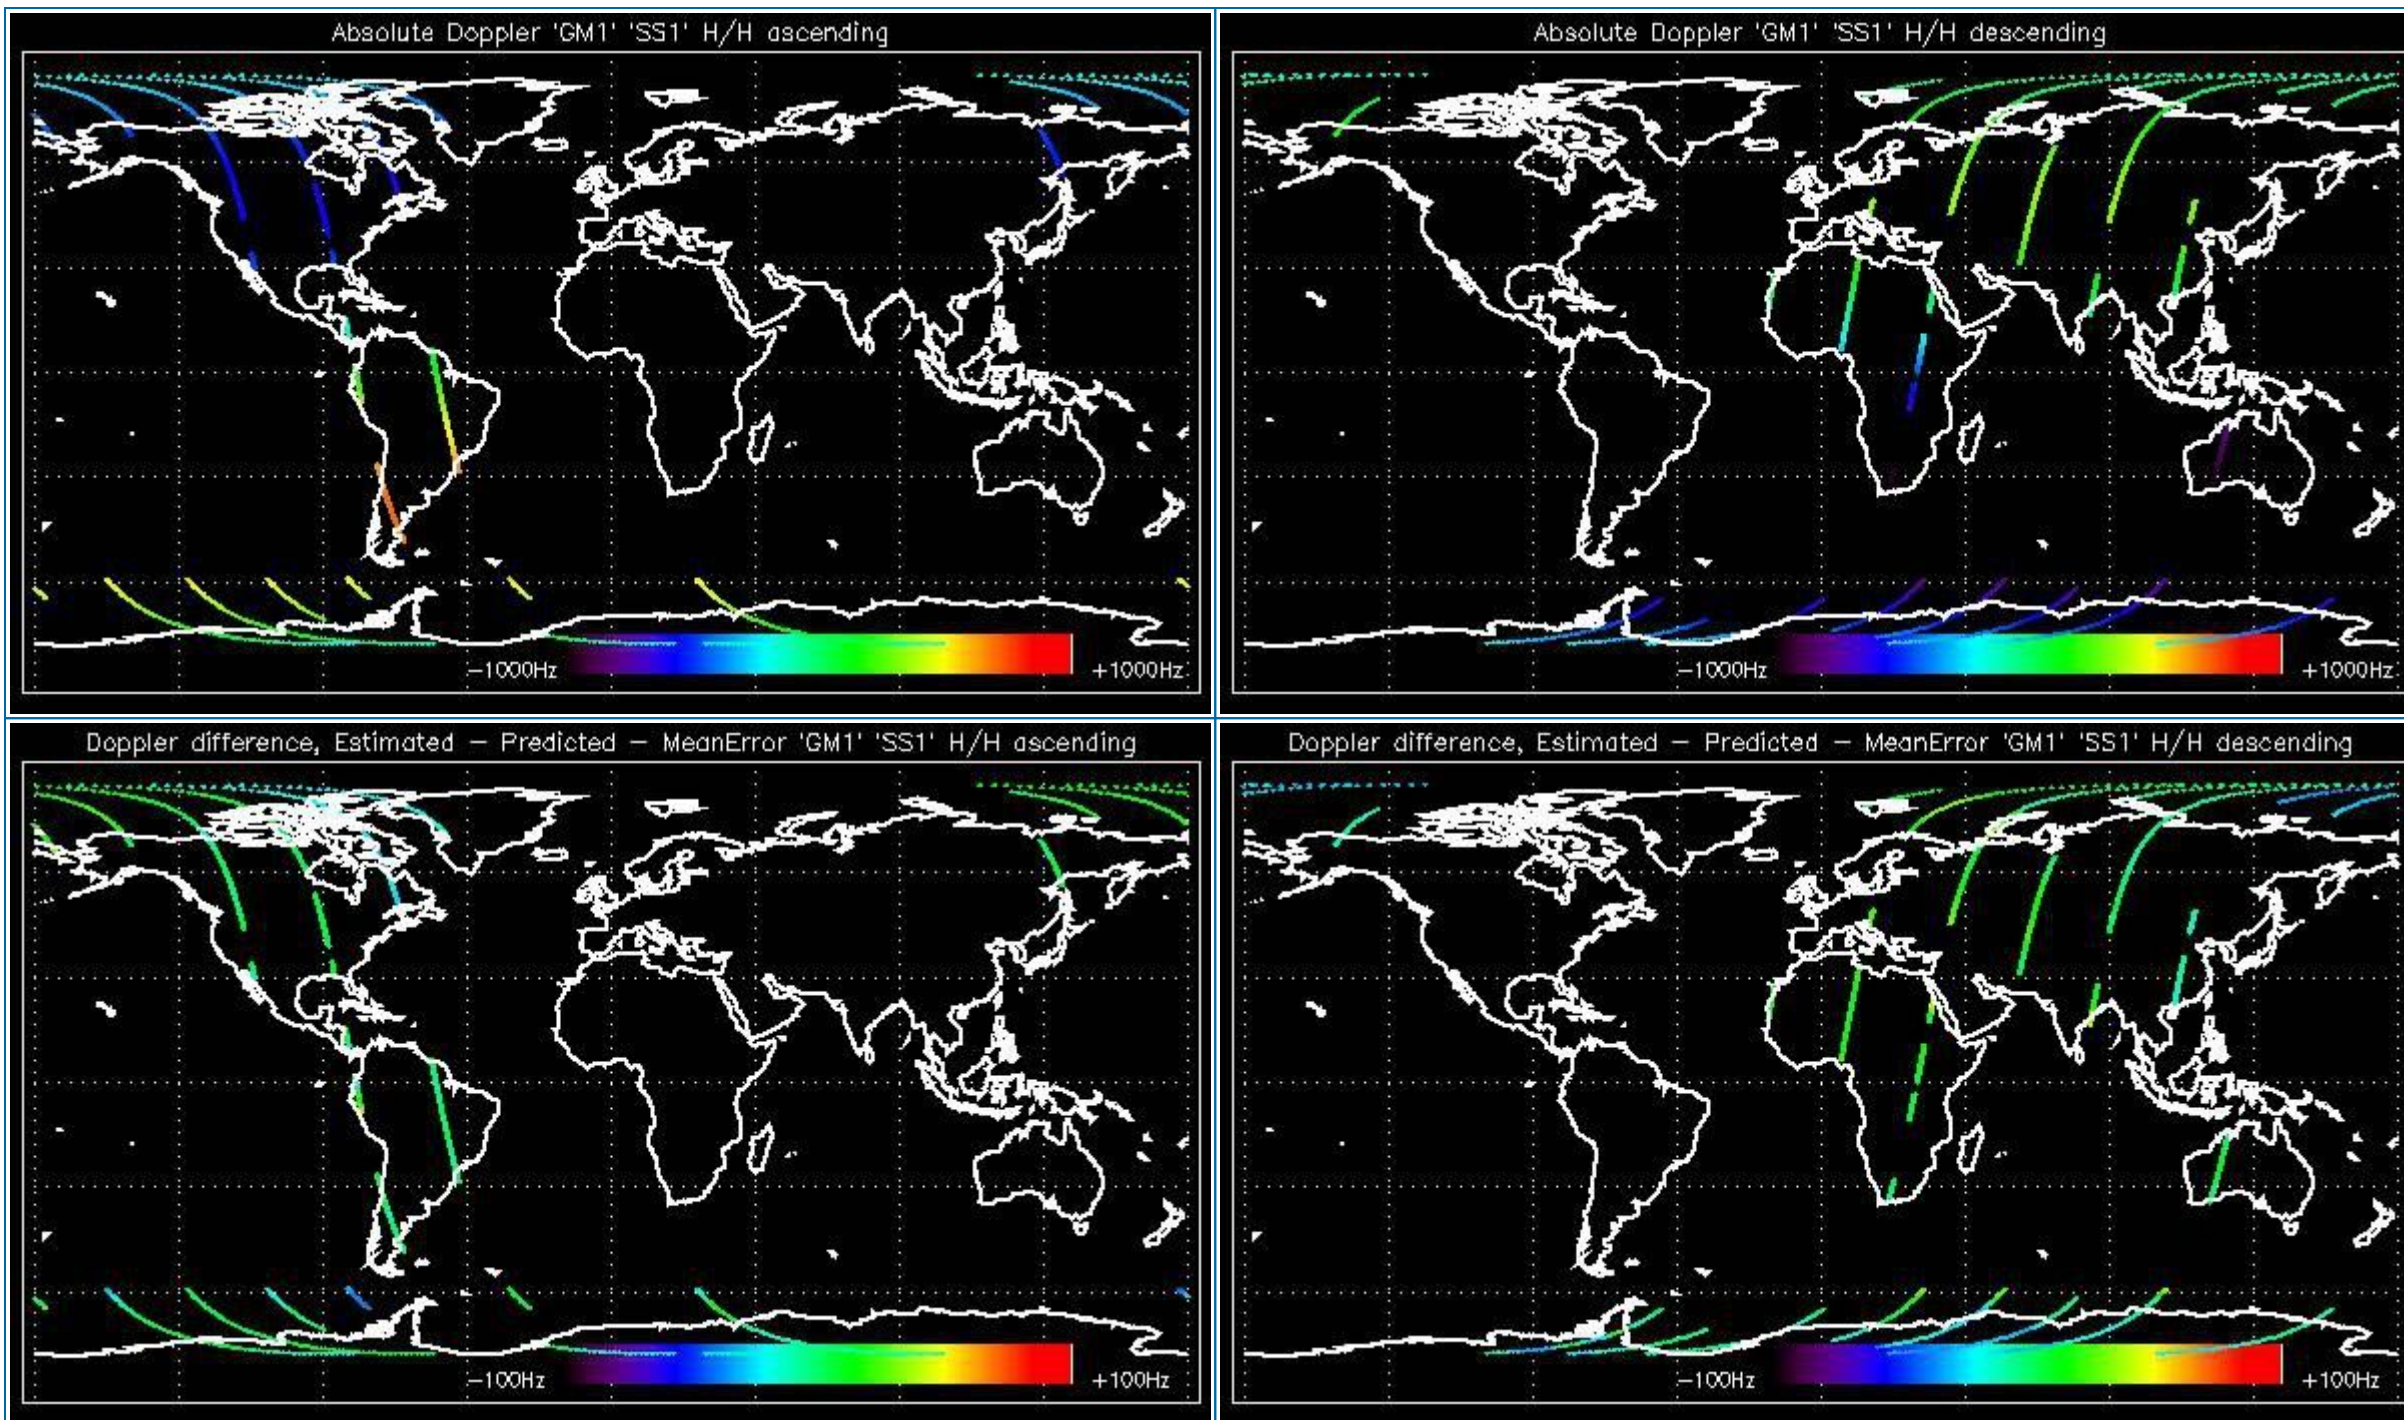 Absolute Doppler 'GM1' 'SS1' H/H ascending
-1000Hz
+1000Hz
Absolute Doppler 'GM1' 'SS1' H/H descending
-1000Hz
+1000Hz
Doppler difference, Estimated - Predicted - MeanError 'GM1' 'SS1' H/H ascending
-100Hz
+100Hz
Doppler difference, Estimated - Predicted - MeanError 'GM1' 'SS1' H/H descending
-100Hz
+100Hz